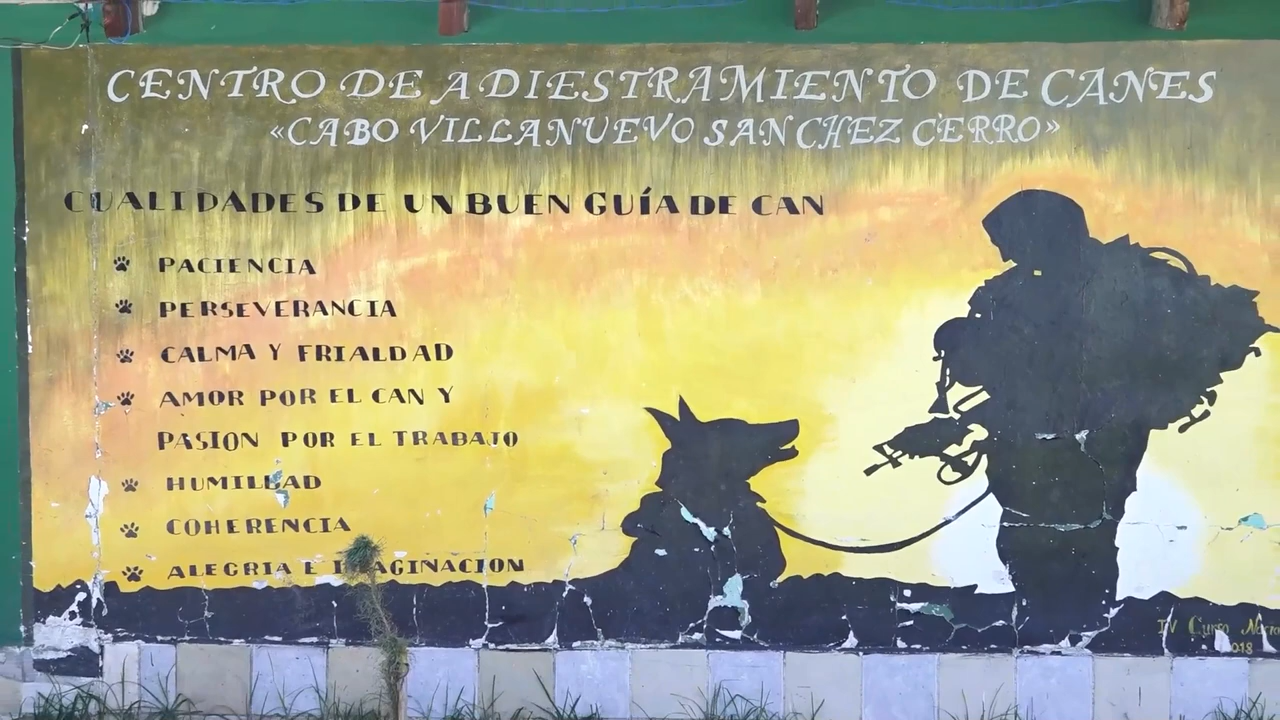 CENTRO DE ADIESTRAMIENTO DE CANES
«CABO VILLANUEVO SANCHEZ CERRO»
CUALIDADES DE UN BUEN GUÍA DE CAN
PACIENCIA
PERSEVERANCIA
CALMA Y FRIALDAD
AMOR POR EL CAN Y
PASION POR EL TRABAJO
HUMILDAD
COHERENCIA
ALEGRIA E IMAGINACION
IV Curso
2018